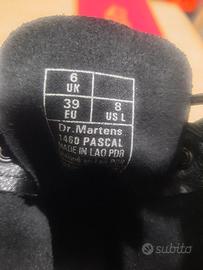 6
UK
39
EU
8
US L
Dr. Martens
1460 PASCAL
MADE IN LAO PDR
subito